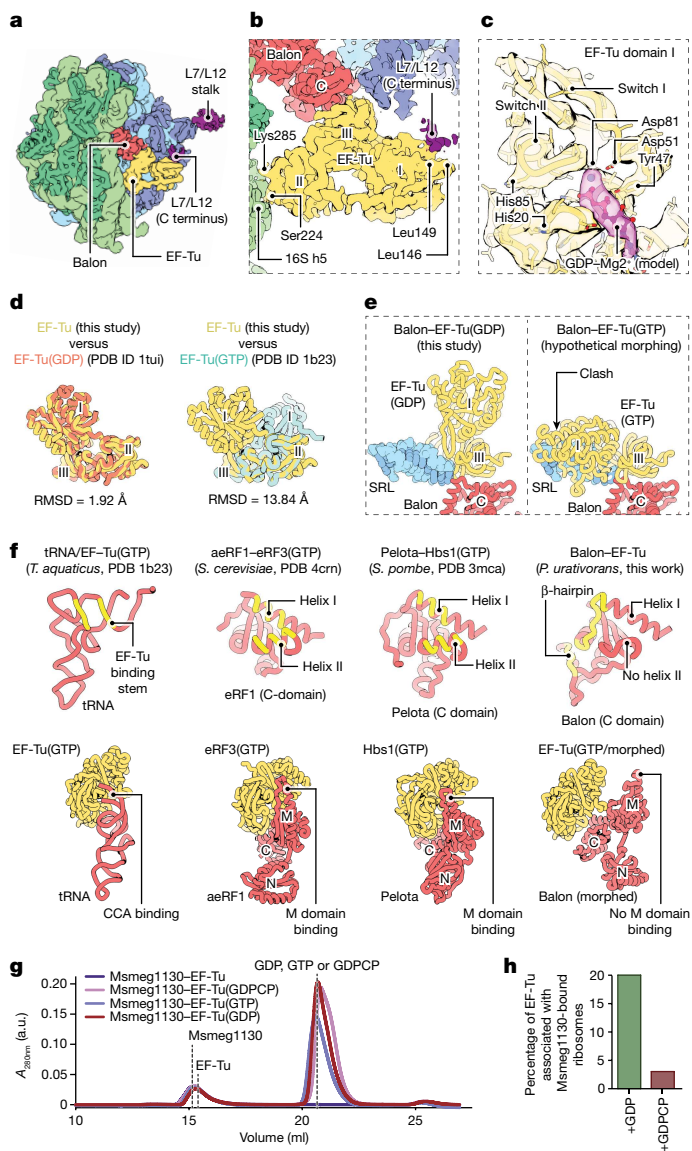 a
L7/L12
stalk
L7/L12
(C terminus)
EF-Tu
Balon
b
Balon
C
L7/L12
(C terminus)
Lys285
III
EF-Tu
II
I
Ser224
16S h5
Leu149
Leu146
c
EF-Tu domain I
Switch I
Switch II
Asp81
Asp51
Tyr47
His85
His20
GDP–Mg2 (model)
d
EF-Tu (this study)
versus
EF-Tu(GDP) (PDB ID 1tui)
I
II
III
RMSD = 1.92 Å
EF-Tu (this study)
versus
EF-Tu(GTP) (PDB ID 1b23)
I
I
II
III
RMSD = 13.84 Å
e
Balon–EF-Tu(GDP)
(this study)
EF-Tu
(GDP)
I
III
SRL
Balon
C
Balon–EF-Tu(GTP)
(hypothetical morphing)
Clash
EF-Tu
(GTP)
I
III
SRL
Balon
C
f
tRNA/EF-Tu(GTP)
(T. aquaticus, PDB 1b23)
EF-Tu
binding
stem
tRNA
aeRF1–eRF3(GTP)
(S. cerevisiae, PDB 4crn)
Helix I
Helix II
eRF1 (C-domain)
Pelota–Hbs1(GTP)
(S. pombe, PDB 3mca)
Helix I
Helix II
Pelota (C domain)
Balon–EF-Tu
(P. urativorans, this work)
β-hairpin
Helix I
No helix II
Balon (C domain)
EF-Tu(GTP)
tRNA
CCA binding
eRF3(GTP)
M
C
N
aeRF1
M domain
binding
Hbs1(GTP)
M
C
N
Pelota
M domain
binding
EF-Tu(GTP/morphed)
M
C
N
Balon (morphed)
No M domain
binding
g
GDP, GTP or GDPCP
Msmeg1130–EF-Tu
Msmeg1130–EF-Tu(GDPCP)
Msmeg1130–EF-Tu(GTP)
Msmeg1130–EF-Tu(GDP)
Msmeg1130
EF-Tu
A280nm (a.u.)
0.20
0.15
0.10
0.05
0
10
15
20
25
Volume (ml)
h
Percentage of EF-Tu
associated with
Msmeg1130-bound
ribosomes
20
15
10
5
0
+GDP
+GDPCP